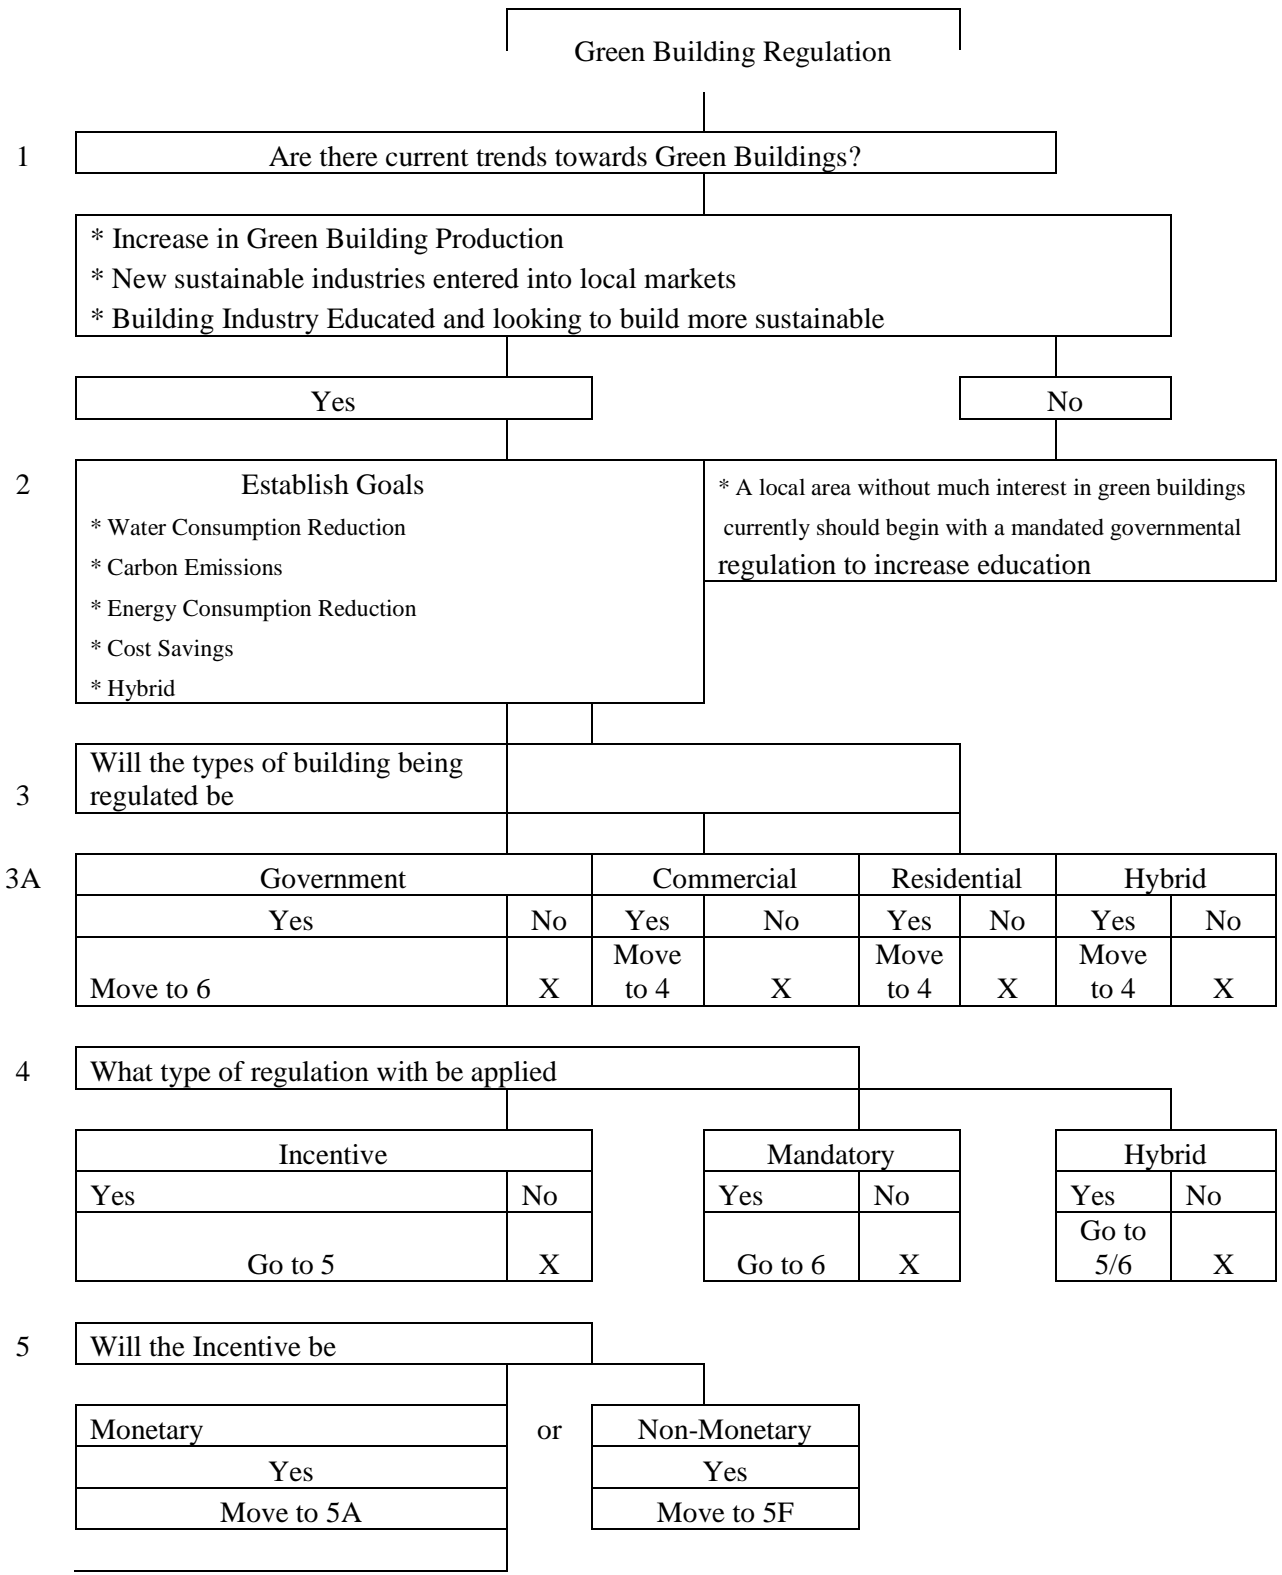 Green Building Regulation
1 Are there current trends towards Green Buildings?
* Increase in Green Building Production
* New sustainable industries entered into local markets
* Building Industry Educated and looking to build more sustainable
Yes No
2 Establish Goals
* Water Consumption Reduction
* Carbon Emissions
* Energy Consumption Reduction
* Cost Savings
* Hybrid
* A local area without much interest in green buildings
currently should begin with a mandated governmental
regulation to increase education
Will the types of building being
3 regulated be
3A Government Commercial Residential Hybrid
Yes No Yes No Yes No Yes No
Move to 6 X Move to 4 X Move to 4 X Move to 4 X
4 What type of regulation with be applied
Incentive Mandatory Hybrid
Yes No Yes No Yes No
Go to 5 X Go to 6 X Go to 5/6 X
5 Will the Incentive be
Monetary or Non-Monetary
Yes Yes
Move to 5A Move to 5F